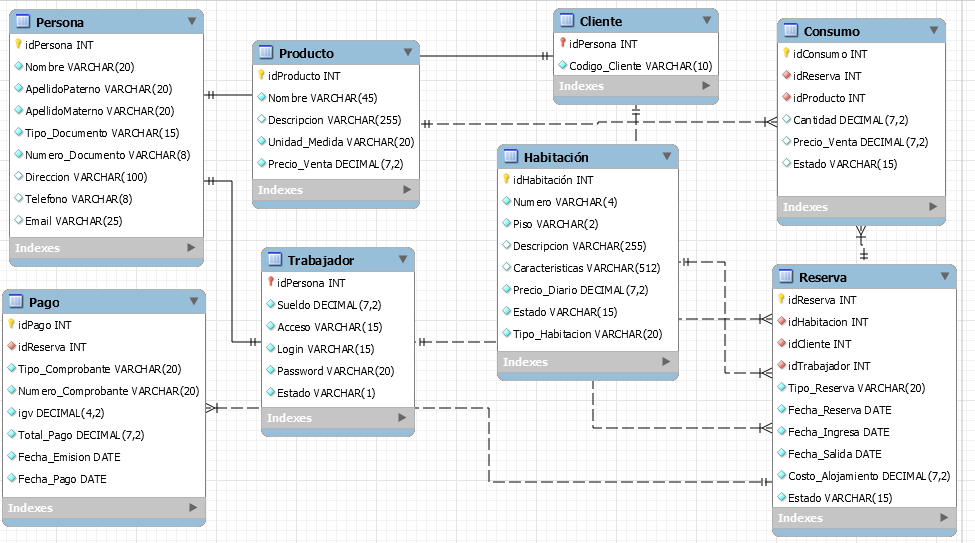 Persona
idPersona INT
Nombre VARCHAR(20)
ApellidoPaterno VARCHAR(20)
ApellidoMaterno VARCHAR(20)
Tipo_Documento VARCHAR(15)
Numero_Documento VARCHAR(8)
Direccion VARCHAR(100)
Telefono VARCHAR(8)
Email VARCHAR(25)
Indexes
Producto
idProducto INT
Nombre VARCHAR(45)
Descripcion VARCHAR(255)
Unidad_Medida VARCHAR(20)
Precio_Venta DECIMAL(7,2)
Indexes
Cliente
idPersona INT
Codigo_Cliente VARCHAR(10)
Indexes
Consumo
idConsumo INT
idReserva INT
idProducto INT
Cantidad DECIMAL(7,2)
Precio_Venta DECIMAL(7,2)
Estado VARCHAR(15)
Indexes
Habitación
idHabitación INT
Numero VARCHAR(4)
Piso VARCHAR(2)
Descripcion VARCHAR(255)
Caracteristicas VARCHAR(512)
Precio_Diario DECIMAL(7,2)
Estado VARCHAR(15)
Tipo_Habitacion VARCHAR(20)
Indexes
Trabajador
idPersona INT
Sueldo DECIMAL(7,2)
Acceso VARCHAR(15)
Login VARCHAR(15)
Password VARCHAR(20)
Estado VARCHAR(1)
Indexes
Pago
idPago INT
idReserva INT
Tipo_Comprobante VARCHAR(20)
Numero_Comprobante VARCHAR(20)
igv DECIMAL(4,2)
Total_Pago DECIMAL(7,2)
Fecha_Emision DATE
Fecha_Pago DATE
Indexes
Reserva
idReserva INT
idHabitacion INT
idCliente INT
idTrabajador INT
Tipo_Reserva VARCHAR(20)
Fecha_Reserva DATE
Fecha_Ingresa DATE
Fecha_Salida DATE
Costo_Alojamiento DECIMAL(7,2)
Estado VARCHAR(15)
Indexes